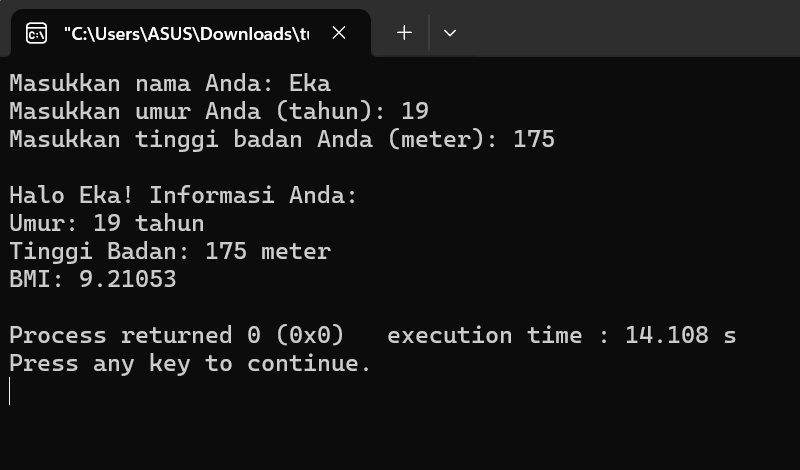 "C:\Users\ASUS\Downloads\tu
Masukkan nama Anda: Eka
Masukkan umur Anda (tahun): 19
Masukkan tinggi badan Anda (meter): 175
Halo Eka! Informasi Anda:
Umur: 19 tahun
Tinggi Badan: 175 meter
BMI: 9.21053
Process returned 0 (0x0)   execution time : 14.108 s
Press any key to continue.